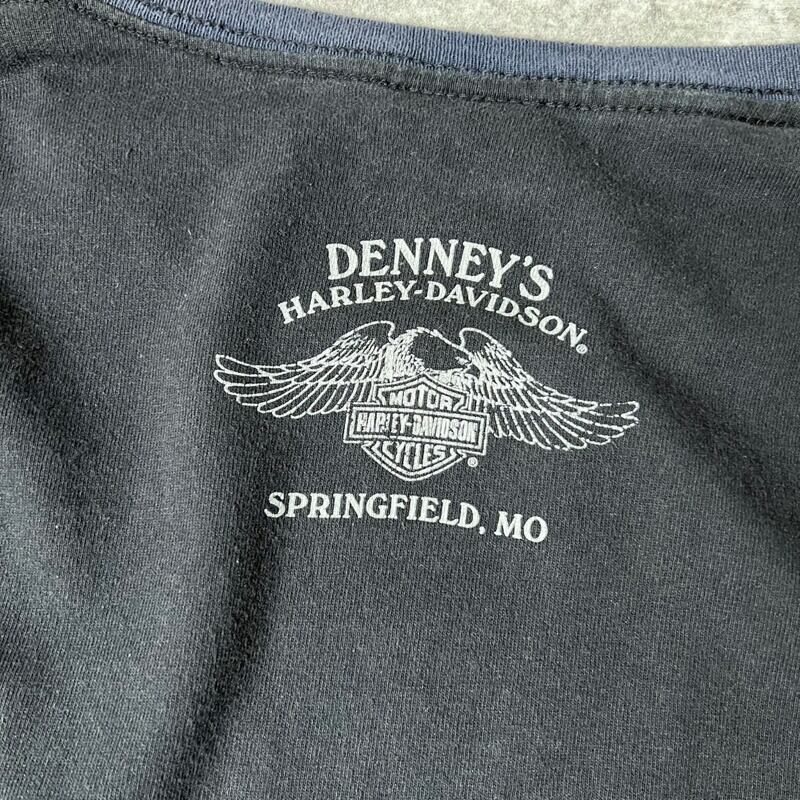 DENNEY'S
HARLEY-DAVIDSON®
MOTOR
HARLEY-DAVIDSON
CYCLES®
SPRINGFIELD, MO